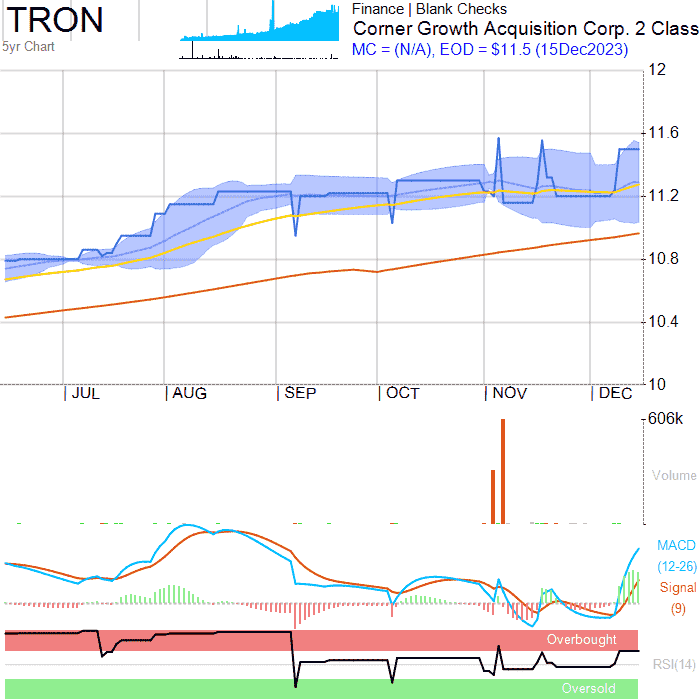 TRON
5yr Chart
Finance | Blank Checks
Corner Growth Acquisition Corp. 2 Class
MC = (N/A), EOD = $11.5 (15Dec2023)
12
11.6
11.2
10.8
10.4
10
JUL AUG SEP OCT NOV DEC
606k
Volume
MACD
(12-26)
Signal
(9)
Overbought
RSI(14)
Oversold